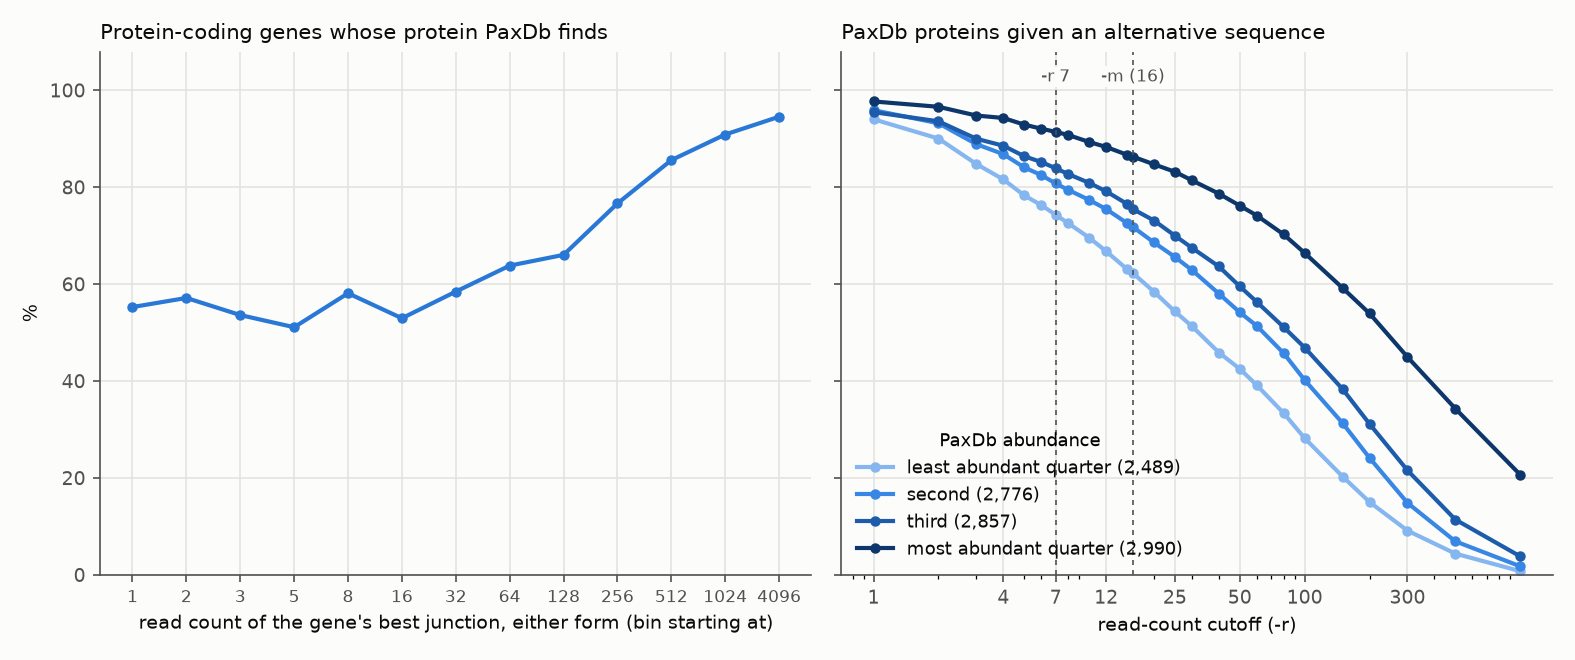 Protein-coding genes whose protein PaxDb finds
100
80
60
40
20
0
%
1 2 3 5 8 16 32 64 128 256 512 1024 4096
read count of the gene's best junction, either form (bin starting at)
PaxDb proteins given an alternative sequence
-r 7 -m (16)
PaxDb abundance
least abundant quarter (2,489)
second (2,776)
third (2,857)
most abundant quarter (2,990)
1 4 7 12 25 50 100 300
read-count cutoff (-r)